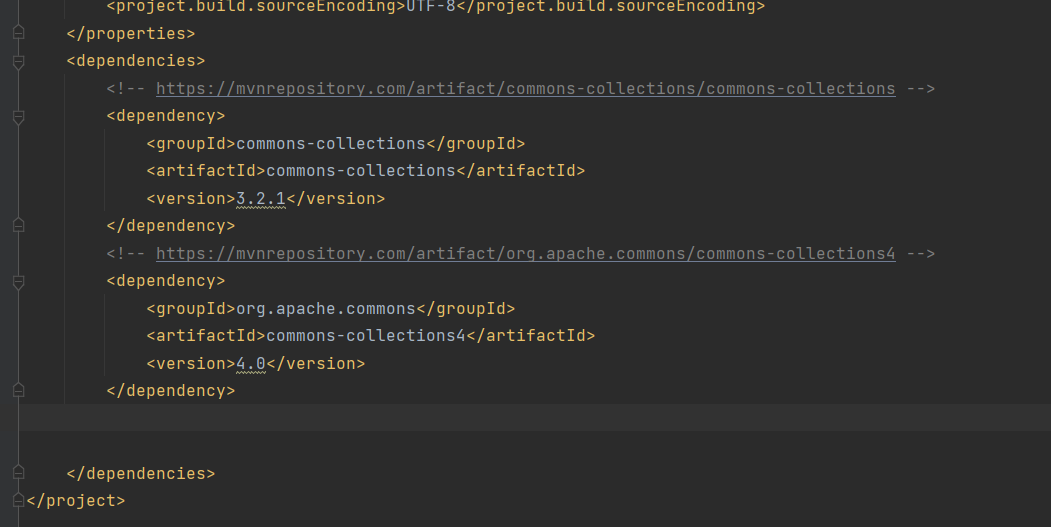 <project.build.sourceEncoding>UTF-8</project.build.sourceEncoding>
</properties>
<dependencies>
<!-- https://mvnrepository.com/artifact/commons-collections/commons-collections -->
<dependency>
<groupId>commons-collections</groupId>
<artifactId>commons-collections</artifactId>
<version>3.2.1</version>
</dependency>
<!-- https://mvnrepository.com/artifact/org.apache.commons/commons-collections4 -->
<dependency>
<groupId>org.apache.commons</groupId>
<artifactId>commons-collections4</artifactId>
<version>4.0</version>
</dependency>
</dependencies>
</project>